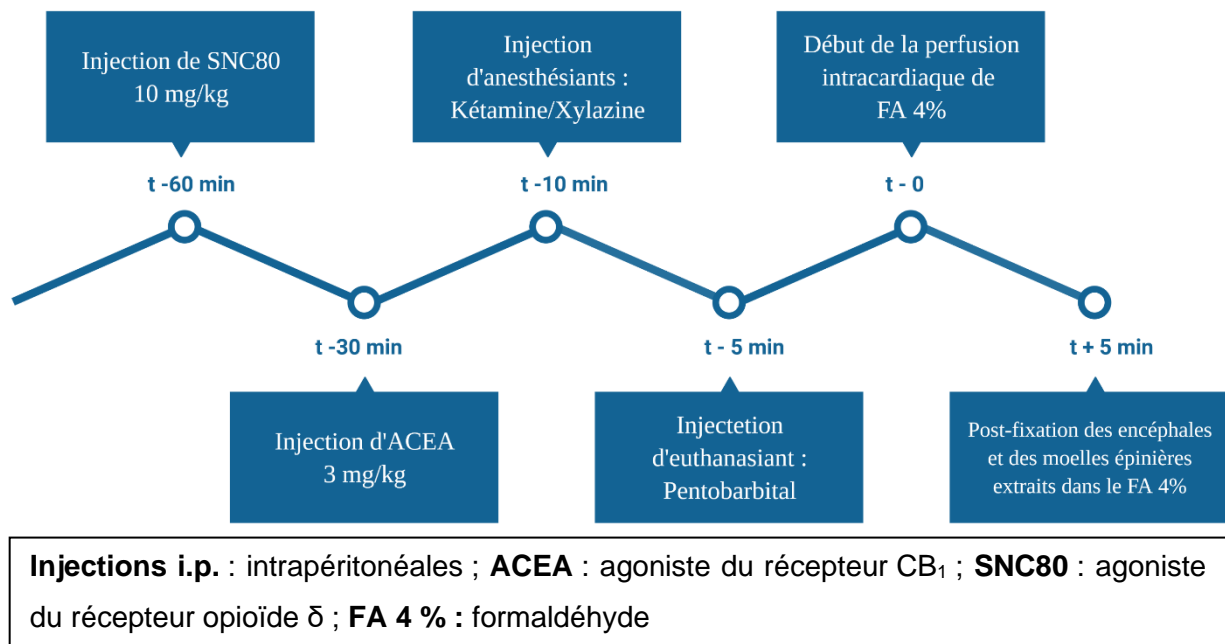 Injection de SNC80
10 mg/kg
Injection
d'anesthésiants :
Kétamine/Xylazine
Début de la perfusion
intracardiaque de
FA 4%
t -60 min
t -10 min
t - 0
t -30 min
t - 5 min
t + 5 min
Injection d'ACEA
3 mg/kg
Injectetion
d'euthanasiant :
Pentobarbital
Post-fixation des encéphales
et des moelles épinières
extraits dans le FA 4%
Injections i.p. : intrapéritonéales ; ACEA : agoniste du récepteur CB₁ ; SNC80 : agoniste
du récepteur opioïde δ ; FA 4 % : formaldéhyde